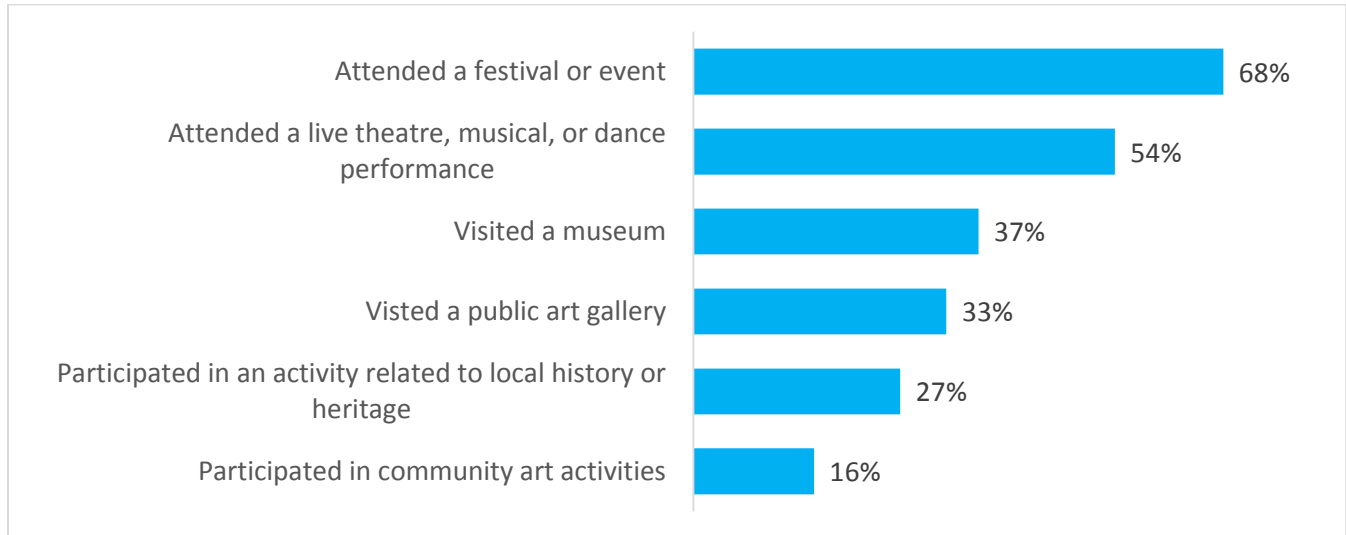 Attended a festival or event
68%
Attended a live theatre, musical, or dance
performance
54%
Visited a museum
37%
Visted a public art gallery
33%
Participated in an activity related to local history or
heritage
27%
Participated in community art activities
16%